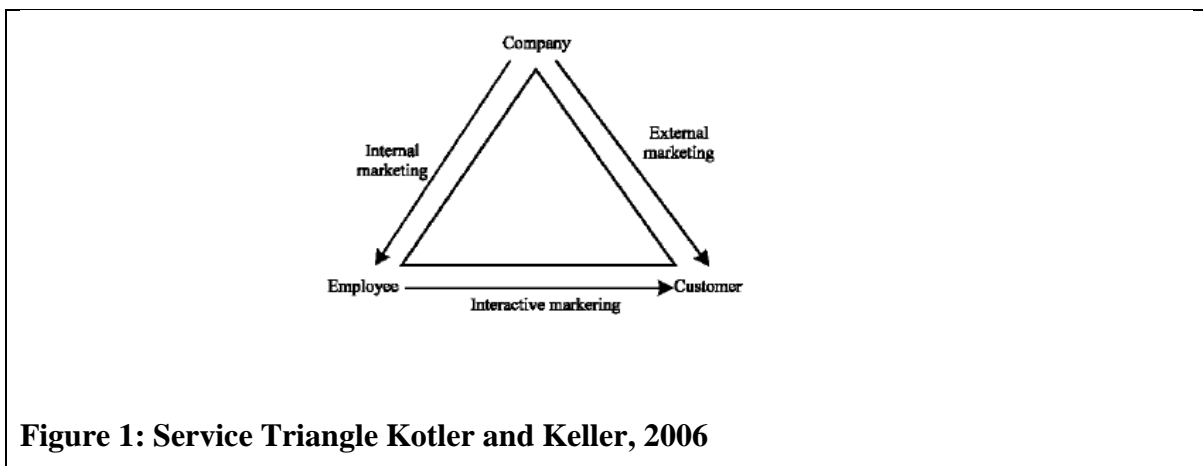 Company
Internal
marketing
External
marketing
Employee
Customer
Interactive markering
Figure 1: Service Triangle Kotler and Keller, 2006